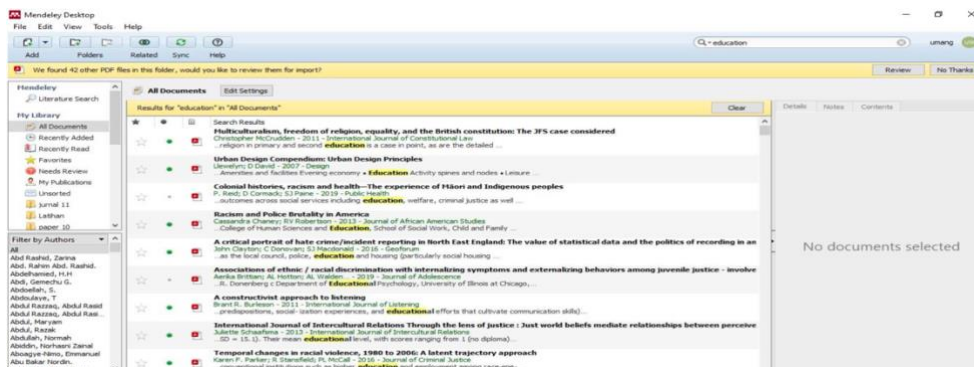 Mendeley Desktop
File Edit View Tools Help
education
umang
Add Folders Related Sync Help
We found 42 other PDF files in this folder, would you like to review them for import?
Review No Thanks
Mendeley
Literature Search
My Library
All Documents
Recently Added
Recently Read
Favorites
Needs Review
My Publications
Unsorted
jurnal 11
Latihan
paper 10
Filter by Authors
All
Abd Rashid, Zarina
Abd. Rahim Abd. Rashid.
Abdelhamed, H.H
Abdi, Gemechu G.
Abdoellah, S.
Abdoulaye, T
Abdul Razzaq, Abdul Rasid
Abdul Razzaq, Abdul Rasi...
Abdul, Maryam
Abdul, Razak
Abdullah, Normah
Abiddin, Norhasni Zainal
Aboagye-Nimo, Emmanuel
Abu Bakar Nordin.
All Documents Edit Settings
Results for "education" in "All Documents" Clear
Search Results
Multiculturalism, freedom of religion, equality, and the British constitution: The JFS case considered
Christopher McCrudden - 2011 - International Journal of Constitutional Law
...religion in primary and second education is a case in point, as are the detailed ...
Urban Design Compendium: Urban Design Principles
Llewelyn; D David - 2007 - Design
...Amenities and facilities Evening economy • Education Activity spines and nodes • Leisure ...
Colonial histories, racism and health—The experience of Māori and Indigenous peoples
P. Reid; D Cormack; SJ Paine - 2019 - Public Health
...outcomes across social services including education, welfare, criminal justice as well ...
Racism and Police Brutality in America
Cassandra Chaney; RV Robertson - 2013 - Journal of African American Studies
...College of Human Sciences and Education, School of Social Work, Child and Family ...
A critical portrait of hate crime/incident reporting in North East England: The value of statistical data and the politics of recording in an
John Clayton; C Donovan; SJ Macdonald - 2016 - Geoforum
...as the local council, police, education and housing (particularly social housing ...
Associations of ethnic / racial discrimination with internalizing symptoms and externalizing behaviors among juvenile justice - involve
Aerika Brittian; AL Hotton; AL Walden... - 2019 - Journal of Adolescence
...R. Donenberg c Department of Educational Psychology, University of Illinois at Chicago, ...
A constructivist approach to listening
Brant R. Burleson - 2011 - International Journal of Listening
...predispositions, social- ization experiences, and educational efforts that cultivate communication skills)...
International Journal of Intercultural Relations Through the lens of justice : Just world beliefs mediate relationships between perceive
Juliette Schaafsma - 2013 - International Journal of Intercultural Relations
...SD = 15.1). Their mean educational level, with scores ranging from 1 (no diploma)...
Temporal changes in racial violence, 1980 to 2006: A latent trajectory approach
Karen F. Parker; R Stansfield; PL McCall - 2016 - Journal of Criminal Justice
Details Notes Contents
No documents selected